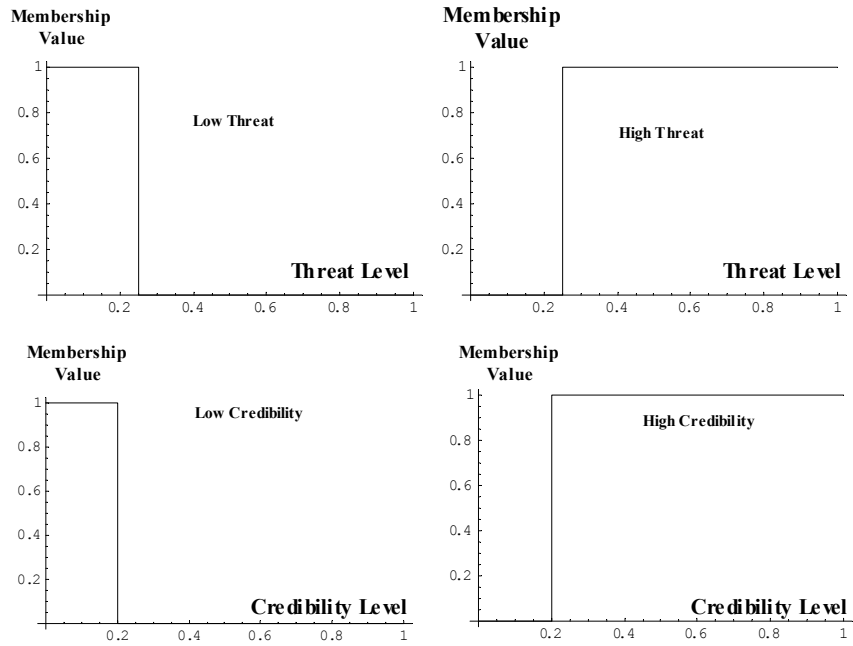 Membership
Value
1
0.8
0.6
0.4
0.2
Low Threat
Threat Level
0.2 0.4 0.6 0.8 1
Membership
Value
1
0.8
0.6
0.4
0.2
High Threat
Threat Level
0.2 0.4 0.6 0.8 1
Membership
Value
1
0.8
0.6
0.4
0.2
Low Credibility
Credibility Level
0.2 0.4 0.6 0.8 1
Membership
Value
1
0.8
0.6
0.4
0.2
High Credibility
Credibility Level
0.2 0.4 0.6 0.8 1